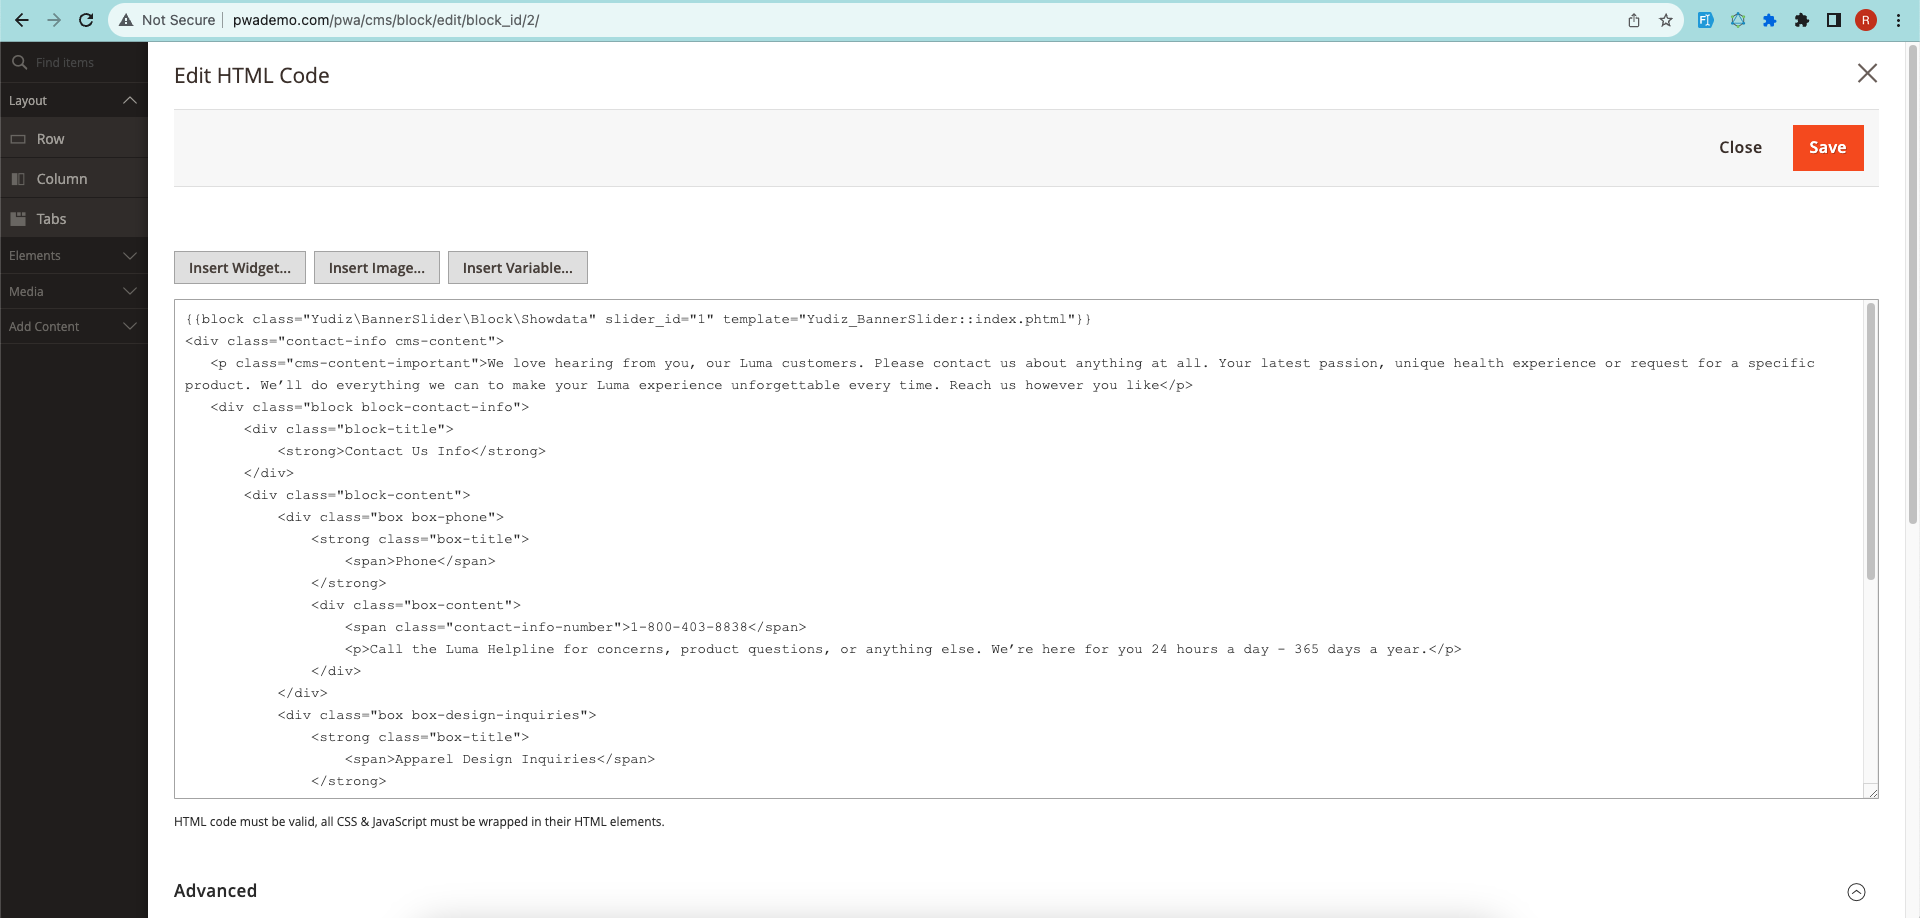 Not Secure pwademo.com/pwa/cms/block/edit/block_id/2/
R
Find items
Layout
Row
Column
Tabs
Elements
Media
Add Content
Edit HTML Code
Close Save
Insert Widget... Insert Image... Insert Variable...
{{block class="Yudiz\BannerSlider\Block\Showdata" slider_id="1" template="Yudiz_BannerSlider::index.phtml"}}
<div class="contact-info cms-content">
<p class="cms-content-important">We love hearing from you, our Luma customers. Please contact us about anything at all. Your latest passion, unique health experience or request for a specific
product. We’ll do everything we can to make your Luma experience unforgettable every time. Reach us however you like</p>
<div class="block block-contact-info">
<div class="block-title">
<strong>Contact Us Info</strong>
</div>
<div class="block-content">
<div class="box box-phone">
<strong class="box-title">
<span>Phone</span>
</strong>
<div class="box-content">
<span class="contact-info-number">1-800-403-8838</span>
<p>Call the Luma Helpline for concerns, product questions, or anything else. We’re here for you 24 hours a day - 365 days a year.</p>
</div>
</div>
<div class="box box-design-inquiries">
<strong class="box-title">
<span>Apparel Design Inquiries</span>
</strong>
HTML code must be valid, all CSS & JavaScript must be wrapped in their HTML elements.
Advanced